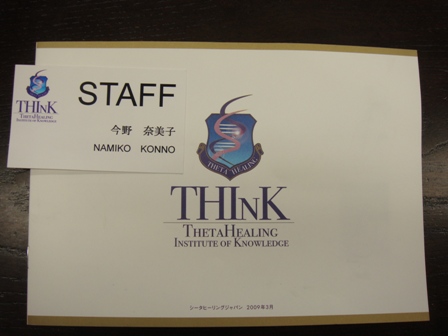 THInK
THETAHEALING
INSTITUTE OF KNOWLEDGE
STAFF
今野 奈美子
NAMIKO KONNO
THETA HEALING
THInK
THETAHEALING
INSTITUTE OF KNOWLEDGE
シータヒーリングジャパン 2009年3月